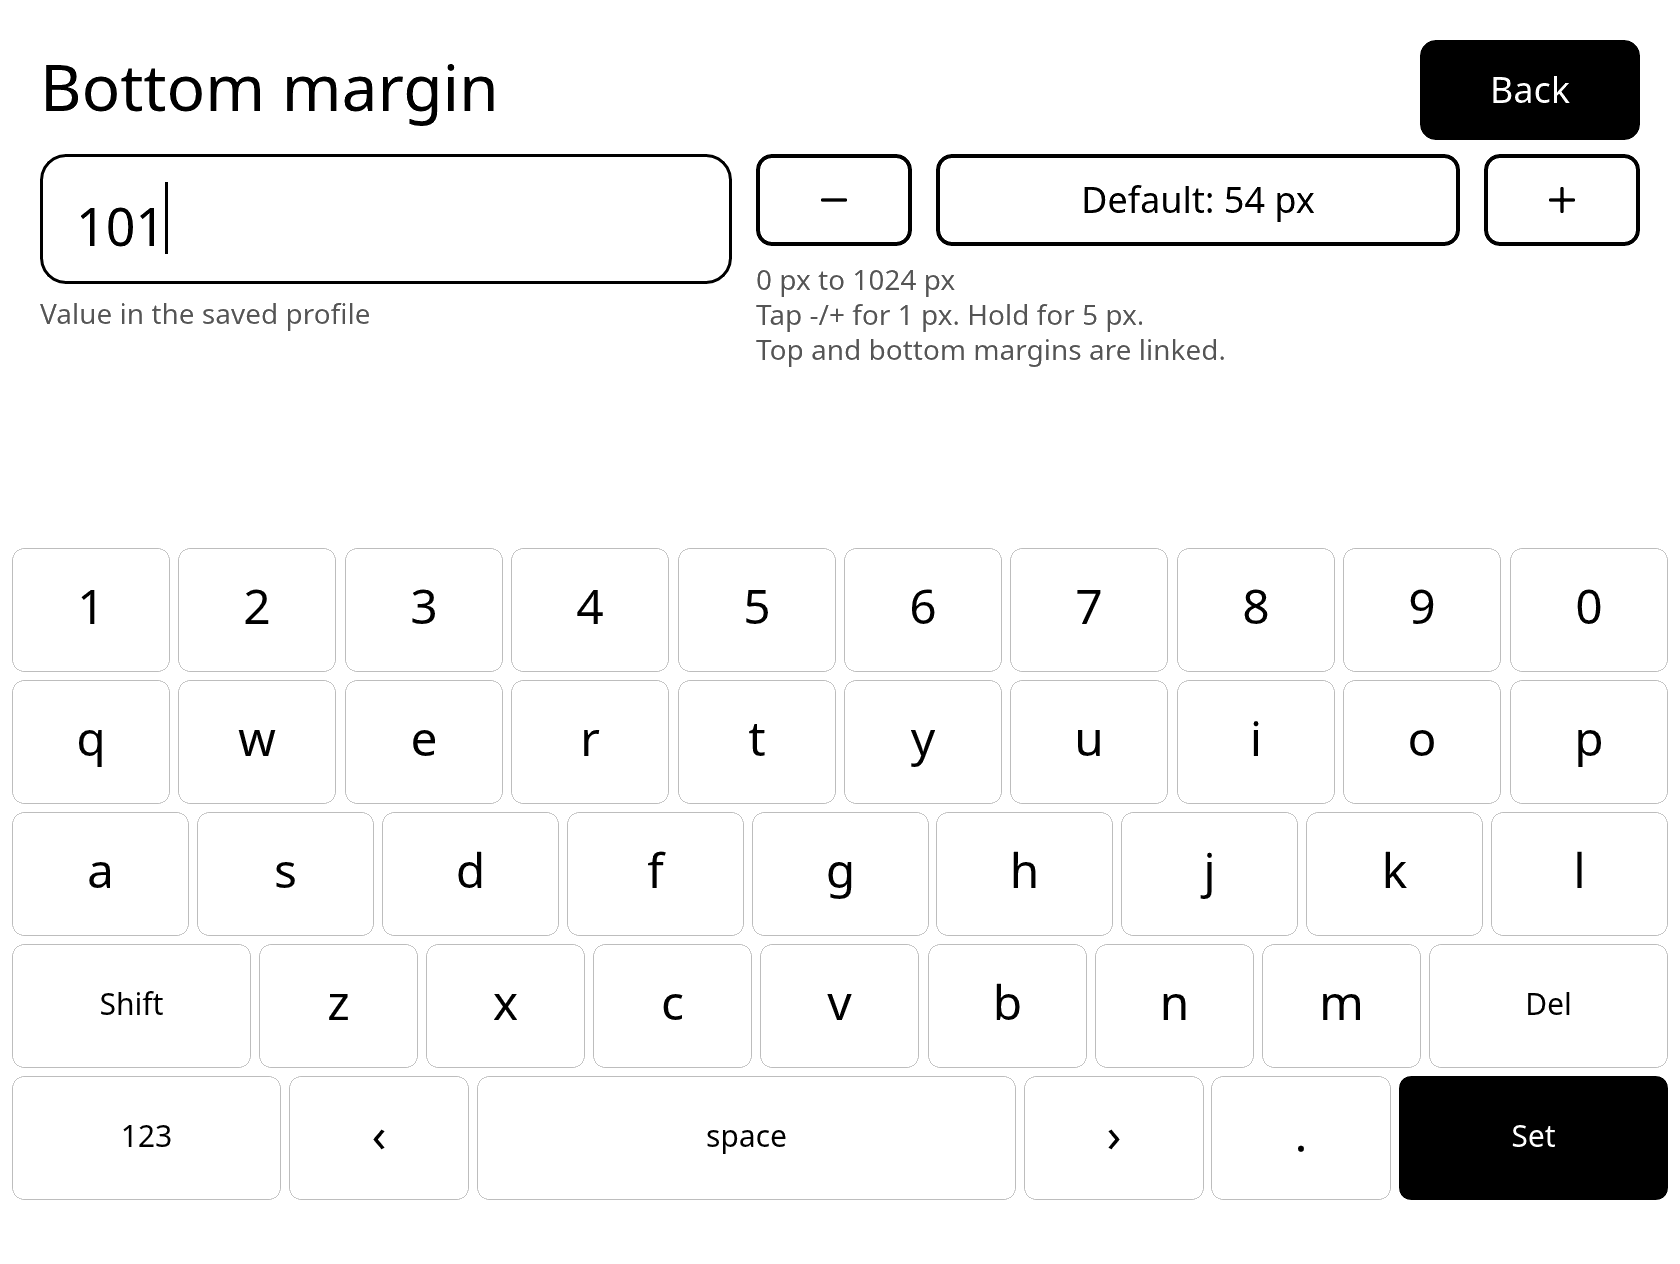 Bottom margin
Back
101
− Default: 54 px +
Value in the saved profile
0 px to 1024 px
Tap -/+ for 1 px. Hold for 5 px.
Top and bottom margins are linked.
1 2 3 4 5 6 7 8 9 0
q w e r t y u i o p
a s d f g h j k l
Shift z x c v b n m Del
123 ‹ space › . Set